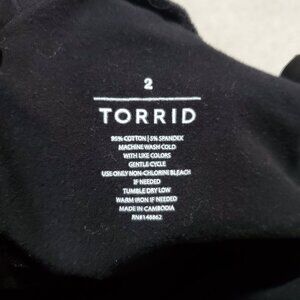 2
TORRID
95% COTTON | 5% SPANDEX
MACHINE WASH COLD
WITH LIKE COLORS
GENTLE CYCLE
USE ONLY NON-CHLORINE BLEACH
IF NEEDED
TUMBLE DRY LOW
WARM IRON IF NEEDED
MADE IN CAMBODIA
RN#148862